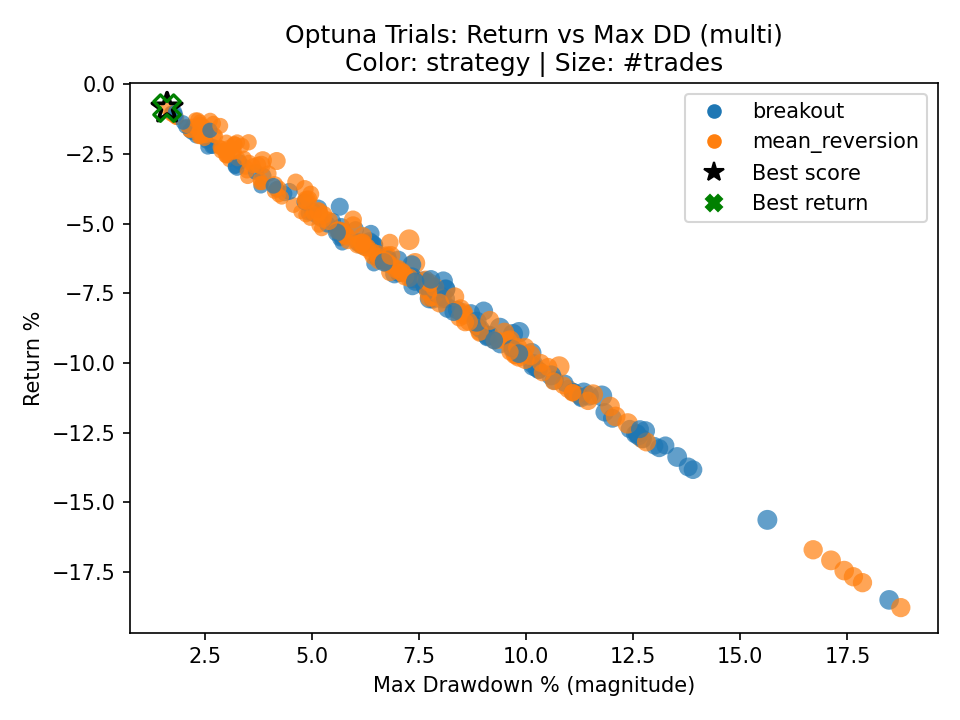 Optuna Trials: Return vs Max DD (multi)
Color: strategy | Size: #trades
0.0
−2.5
−5.0
−7.5
−10.0
−12.5
−15.0
−17.5
Return %
breakout
mean_reversion
Best score
Best return
2.5 5.0 7.5 10.0 12.5 15.0 17.5
Max Drawdown % (magnitude)